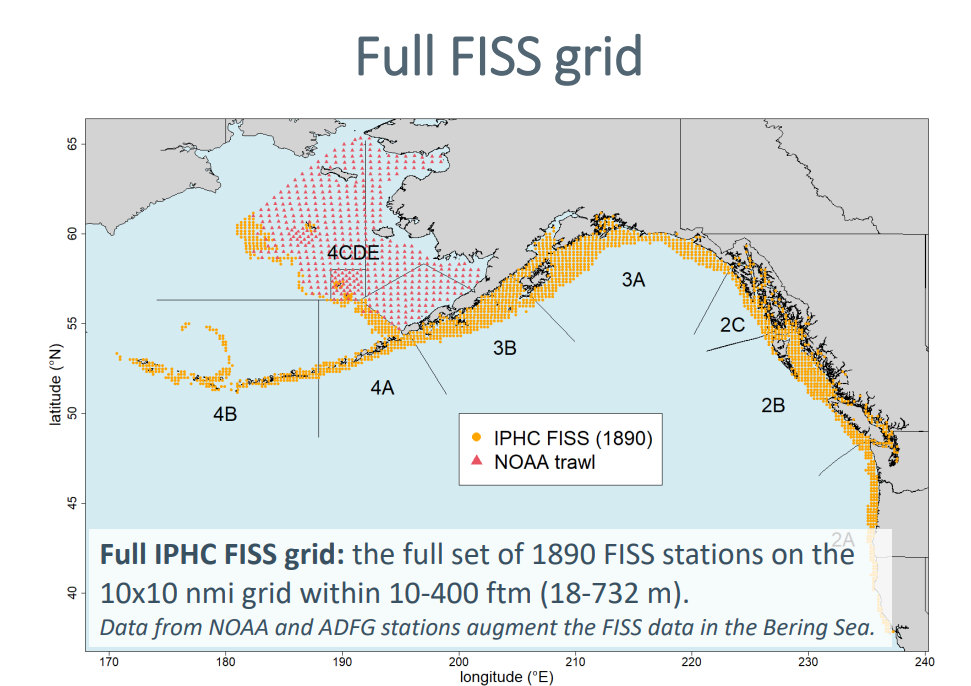 Full FISS grid
65
60
55
50
45
40
latitude (°N)
4CDE
3A
2C
3B
4A
4B
2B
IPHC FISS (1890)
NOAA trawl
2A
Full IPHC FISS grid: the full set of 1890 FISS stations on the
10x10 nmi grid within 10-400 ftm (18-732 m).
Data from NOAA and ADFG stations augment the FISS data in the Bering Sea.
170 180 190 200 210 220 230 240
longitude (°E)